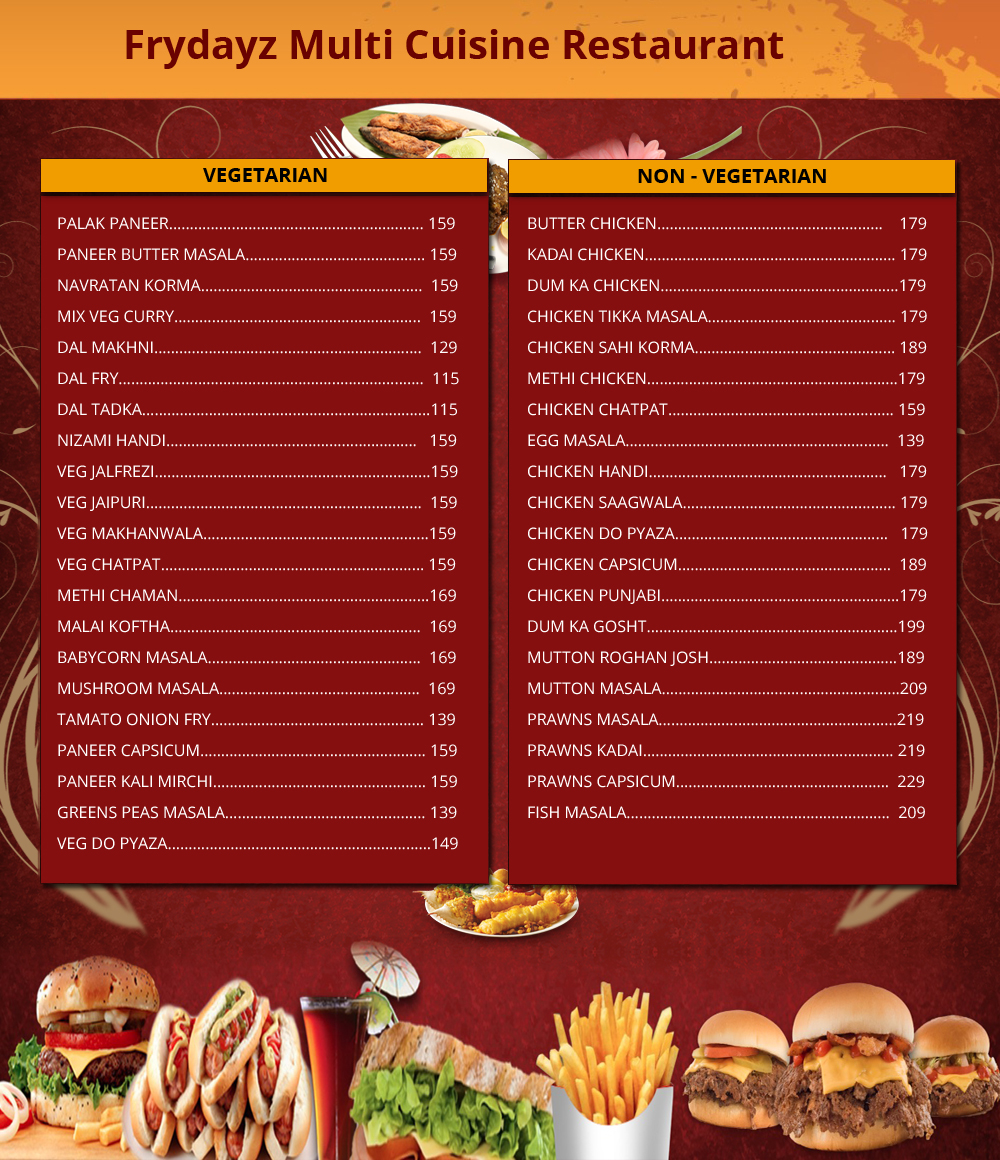 Frydayz Multi Cuisine Restaurant
VEGETARIAN
PALAK PANEER............................................................. 159
PANEER BUTTER MASALA........................................... 159
NAVRATAN KORMA..................................................... 159
MIX VEG CURRY........................................................... 159
DAL MAKHNI................................................................ 129
DAL FRY......................................................................... 115
DAL TADKA.....................................................................115
NIZAMI HANDI............................................................ 159
VEG JALFREZI..................................................................159
VEG JAIPURI.................................................................. 159
VEG MAKHANWALA......................................................159
VEG CHATPAT............................................................... 159
METHI CHAMAN............................................................169
MALAI KOFTHA............................................................ 169
BABYCORN MASALA................................................... 169
MUSHROOM MASALA................................................ 169
TAMATO ONION FRY................................................... 139
PANEER CAPSICUM...................................................... 159
PANEER KALI MIRCHI................................................... 159
GREENS PEAS MASALA................................................ 139
VEG DO PYAZA...............................................................149
NON - VEGETARIAN
BUTTER CHICKEN...................................................... 179
KADAI CHICKEN............................................................ 179
DUM KA CHICKEN.........................................................179
CHICKEN TIKKA MASALA............................................. 179
CHICKEN SAHI KORMA................................................ 189
METHI CHICKEN............................................................179
CHICKEN CHATPAT...................................................... 159
EGG MASALA............................................................... 139
CHICKEN HANDI......................................................... 179
CHICKEN SAAGWALA................................................... 179
CHICKEN DO PYAZA................................................... 179
CHICKEN CAPSICUM................................................... 189
CHICKEN PUNJABI.........................................................179
DUM KA GOSHT............................................................199
MUTTON ROGHAN JOSH.............................................189
MUTTON MASALA.........................................................209
PRAWNS MASALA.........................................................219
PRAWNS KADAI............................................................ 219
PRAWNS CAPSICUM................................................... 229
FISH MASALA............................................................... 209